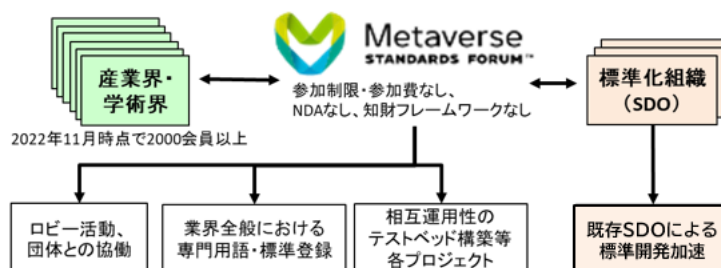 産業界・
学術界
2022年11月時点で2000会員以上
Metaverse
STANDARDS FORUM™
参加制限・参加費なし、
NDAなし、知財フレームワークなし
標準化組織
（SDO）
ロビー活動、
団体との協働
業界全般における
専門用語・標準登録
相互運用性の
テストベッド構築等
各プロジェクト
既存SDOによる
標準開発加速